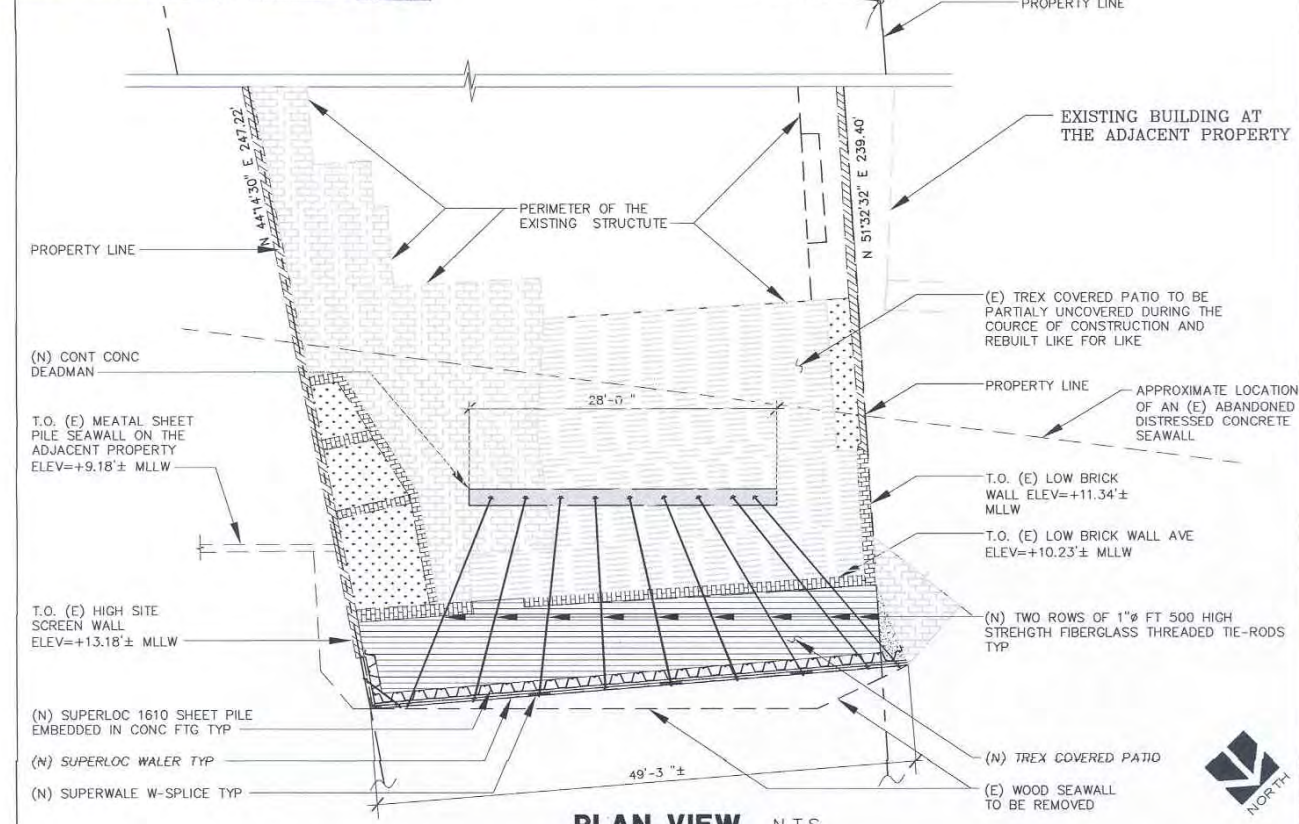 PROPERTY LINE
EXISTING BUILDING AT
THE ADJACENT PROPERTY
N 44°14'30" E 247.22'
N 51°32'32" E 239.40'
PERIMETER OF THE
EXISTING STRUCTUTE
PROPERTY LINE
(E) TREX COVERED PATIO TO BE
PARTIALY UNCOVERED DURING THE
COURCE OF CONSTRUCTION AND
REBUILT LIKE FOR LIKE
(N) CONT CONC
DEADMAN
PROPERTY LINE
APPROXIMATE LOCATION
OF AN (E) ABANDONED
DISTRESSED CONCRETE
SEAWALL
28'-0"
T.O. (E) MEATAL SHEET
PILE SEAWALL ON THE
ADJACENT PROPERTY
ELEV=+9.18'± MLLW
T.O. (E) LOW BRICK
WALL ELEV=+11.34'±
MLLW
T.O. (E) LOW BRICK WALL AVE
ELEV=+10.23'± MLLW
T.O. (E) HIGH SITE
SCREEN WALL
ELEV=+13.18'± MLLW
(N) TWO ROWS OF 1"ø FT 500 HIGH
STREHGTH FIBERGLASS THREADED TIE-RODS
TYP
(N) SUPERLOC 1610 SHEET PILE
EMBEDDED IN CONC FTG TYP
(N) SUPERLOC WALER TYP
(N) TREX COVERED PATIO
49'-3"±
(N) SUPERWALE W-SPLICE TYP
(E) WOOD SEAWALL
TO BE REMOVED
NORTH
PLAN VIEW N.T.S.